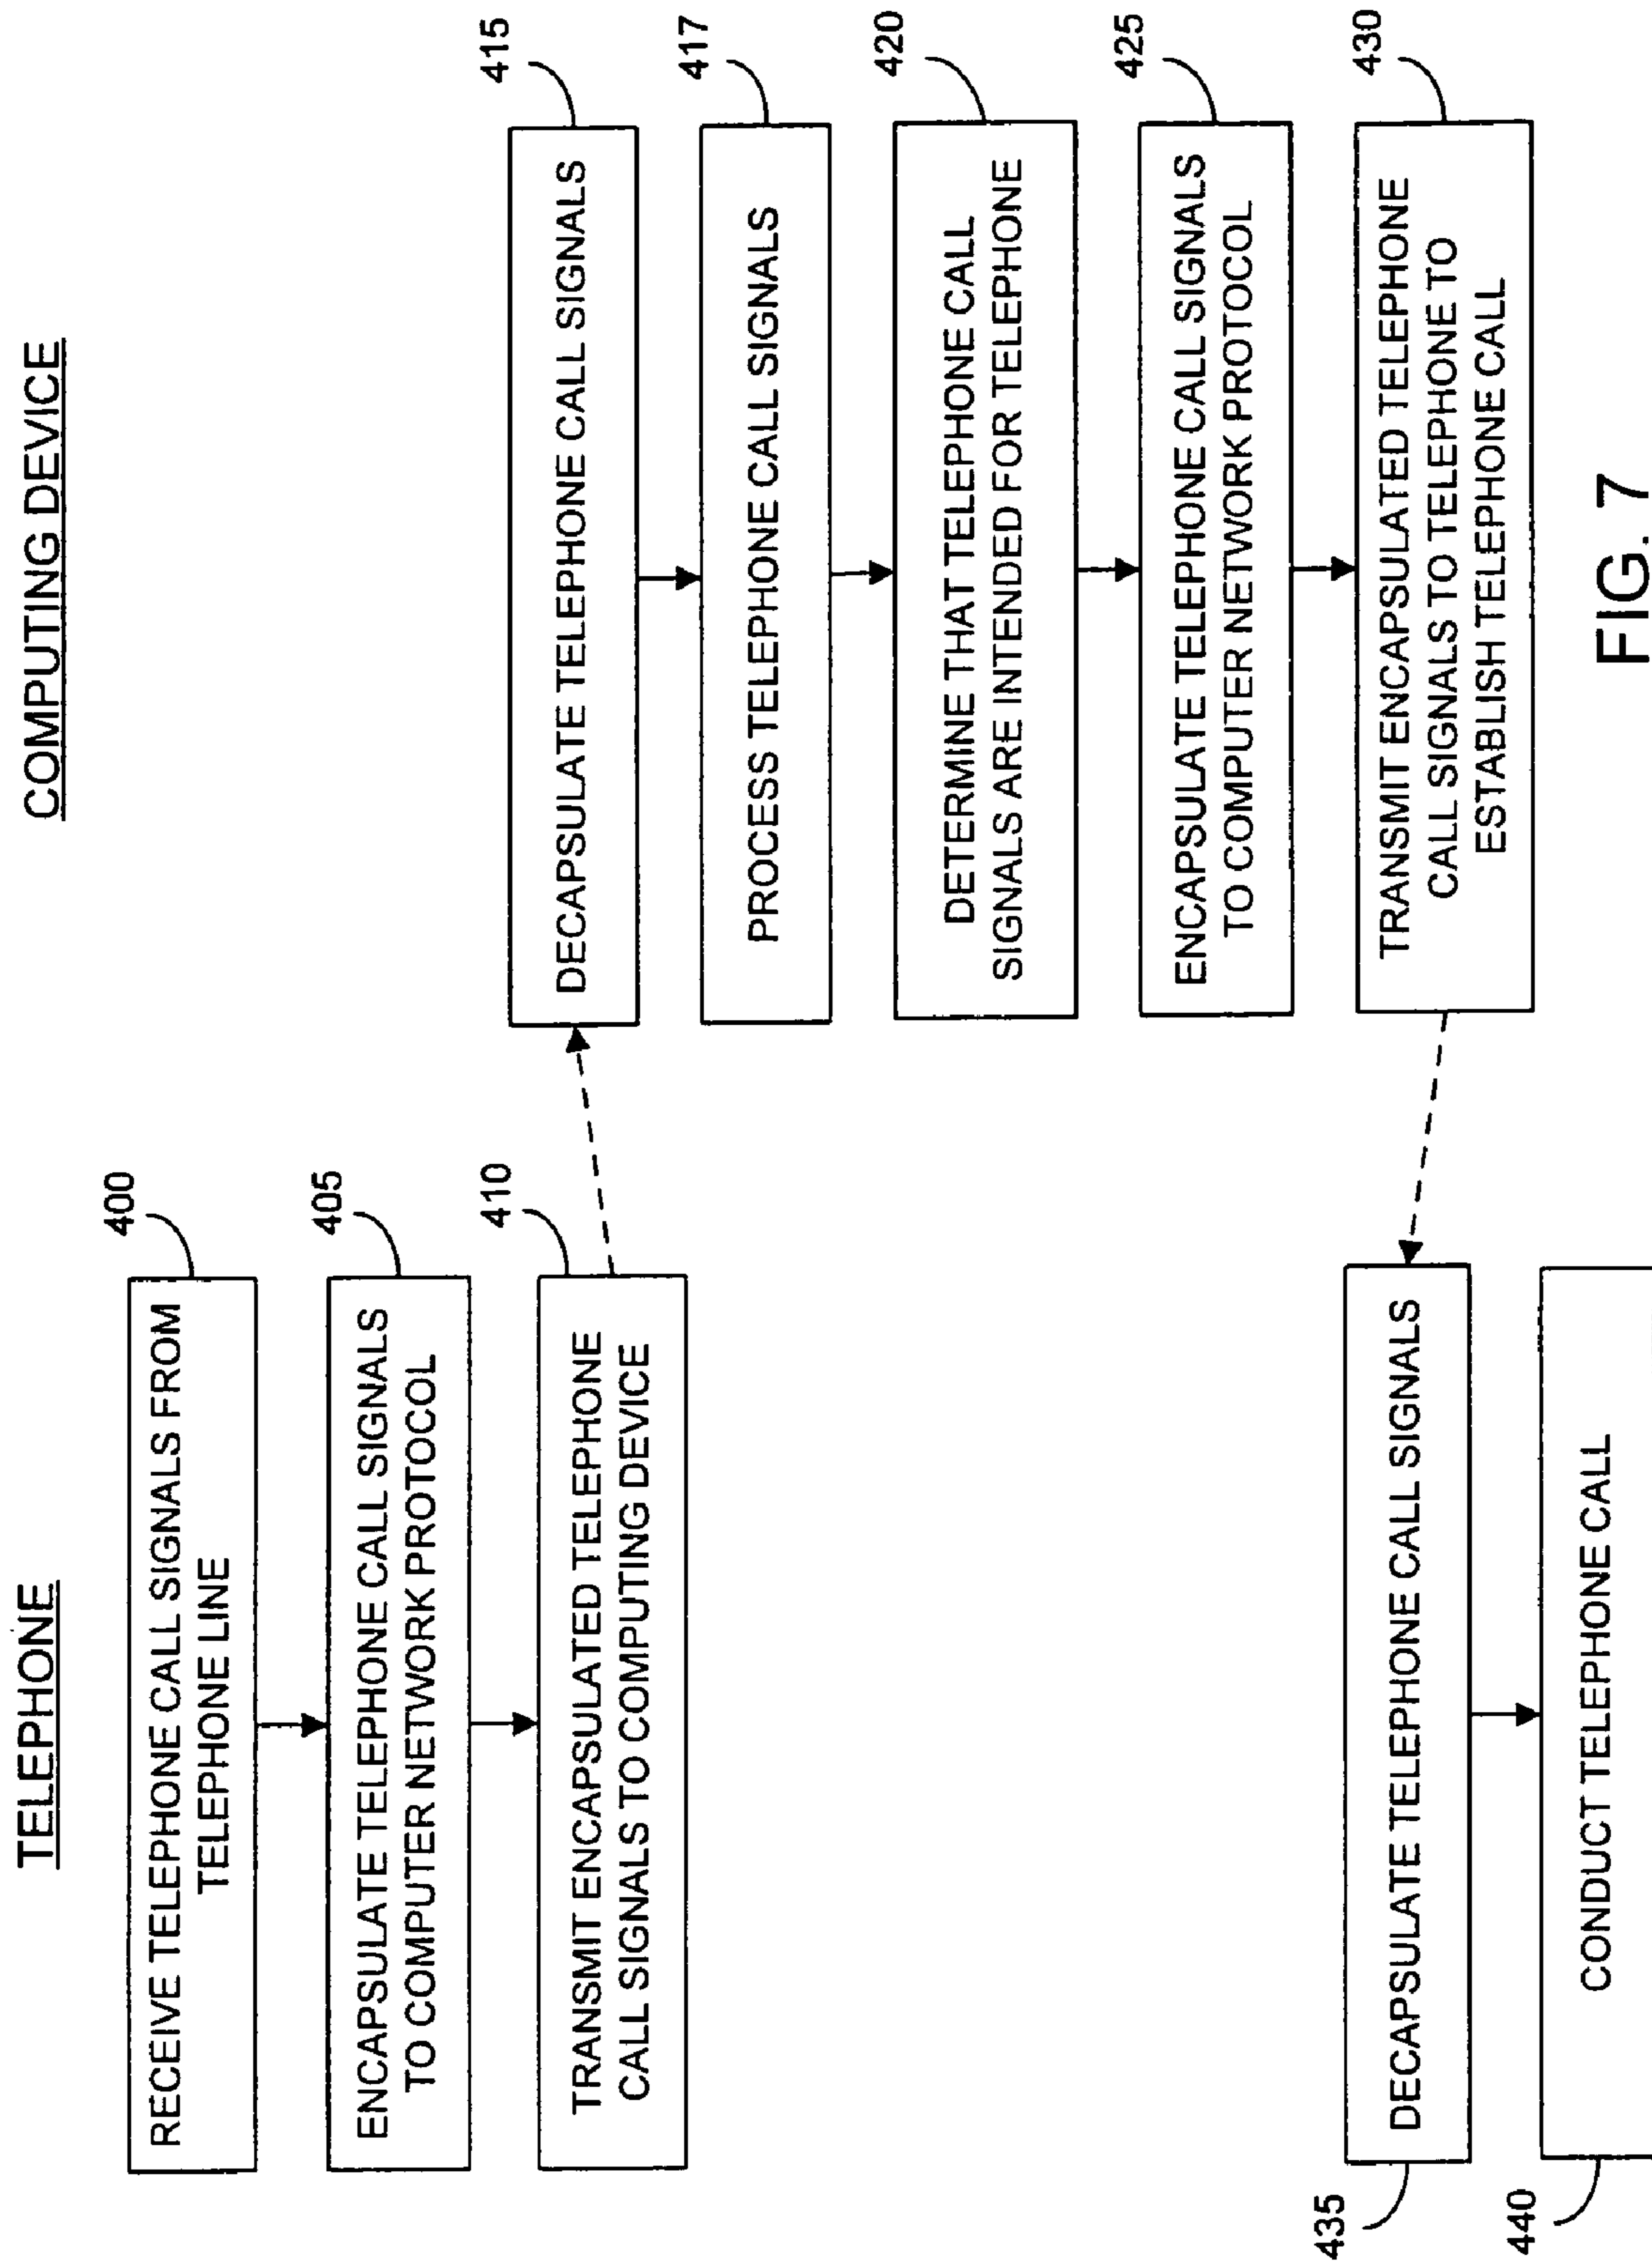 TELEPHONE
COMPUTING DEVICE
400
RECEIVE TELEPHONE CALL SIGNALS FROM
TELEPHONE LINE
405
ENCAPSULATE TELEPHONE CALL SIGNALS
TO COMPUTER NETWORK PROTOCOL
410
TRANSMIT ENCAPSULATED TELEPHONE
CALL SIGNALS TO COMPUTING DEVICE
415
DECAPSULATE TELEPHONE CALL SIGNALS
417
PROCESS TELEPHONE CALL SIGNALS
420
DETERMINE THAT TELEPHONE CALL
SIGNALS ARE INTENDED FOR TELEPHONE
425
ENCAPSULATE TELEPHONE CALL SIGNALS
TO COMPUTER NETWORK PROTOCOL
430
TRANSMIT ENCAPSULATED TELEPHONE
CALL SIGNALS TO TELEPHONE TO
ESTABLISH TELEPHONE CALL
435
DECAPSULATE TELEPHONE CALL SIGNALS
440
CONDUCT TELEPHONE CALL
FIG. 7